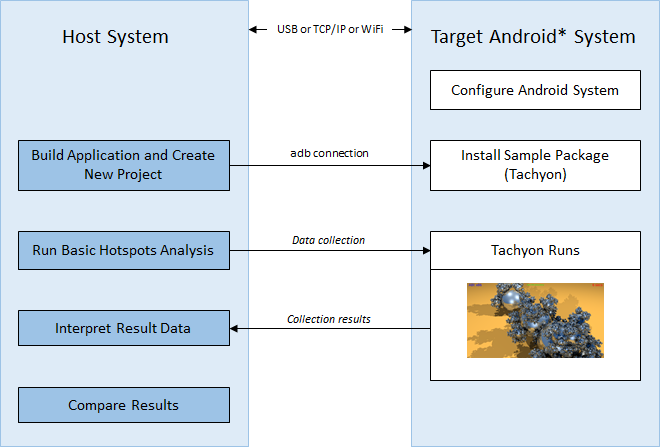 Host System
USB or TCP/IP or WiFi
Target Android* System
Configure Android System
Build Application and Create
New Project
adb connection
Install Sample Package
(Tachyon)
Run Basic Hotspots Analysis
Data collection
Tachyon Runs
Interpret Result Data
Collection results
Compare Results